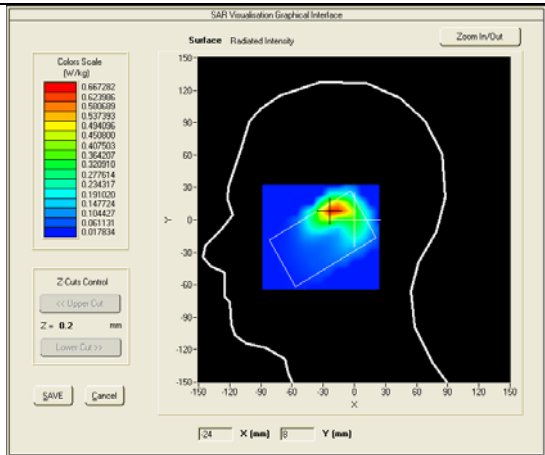 SAR Visualisation Graphical Interface
Surface Radiated Intensity
Zoom In/Out
Colors Scale
(W/kg)
0.667282
0.623986
0.580689
0.537393
0.494096
0.450800
0.407503
0.364207
0.320910
0.277614
0.234317
0.191020
0.147724
0.104427
0.061131
0.017834
Z Cuts Control
<< Upper Cut
Z = 0.2 mm
Lower Cut >>
SAVE Cancel
150-
120-
90-
60-
30-
0-
-30-
-60-
-90-
-120-
-150-
Y
-150 -120 -90 -60 -30 0 30 60 90 120 150
X
-24 X (mm) 8 Y (mm)